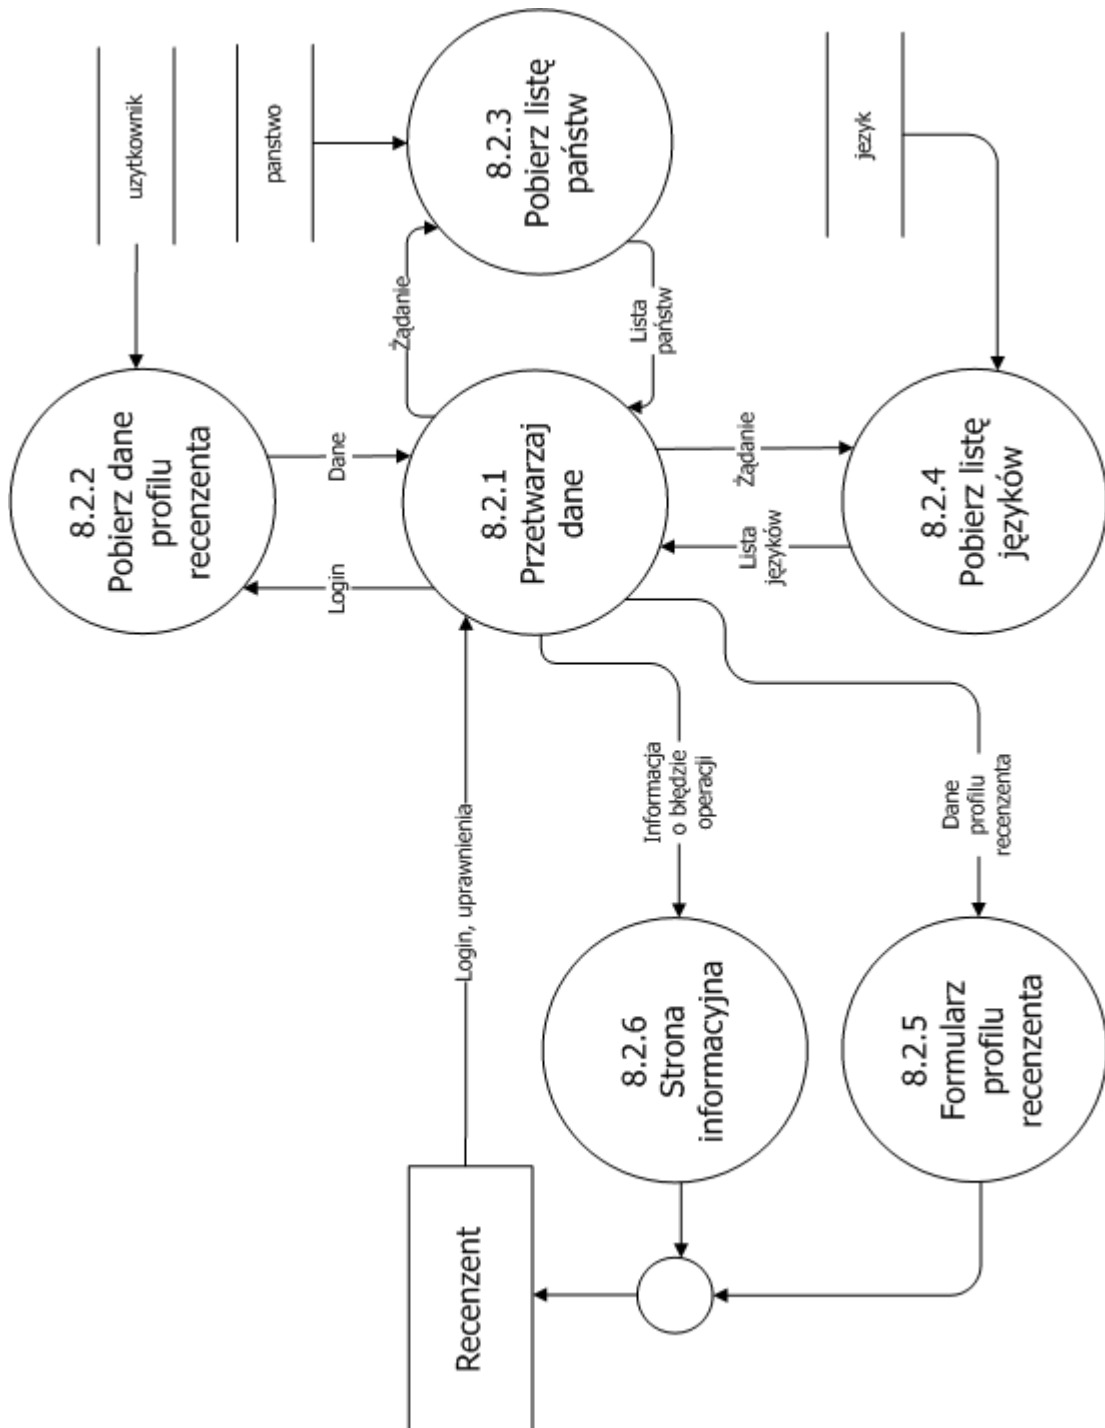 uzytkownik
8.2.2
Pobierz dane
profilu
recenzenta
panstwo
8.2.3
Pobierz listę
państw
Żądanie
Lista
państw
Dane
Login
8.2.1
Przetwarzaj
dane
jezyk
Żądanie
Lista
języków
8.2.4
Pobierz listę
języków
Login, uprawnienia
Informacja
o błędzie
operacji
Dane
profilu
recenzenta
Recenzent
8.2.6
Strona
informacyjna
8.2.5
Formularz
profilu
recenzenta